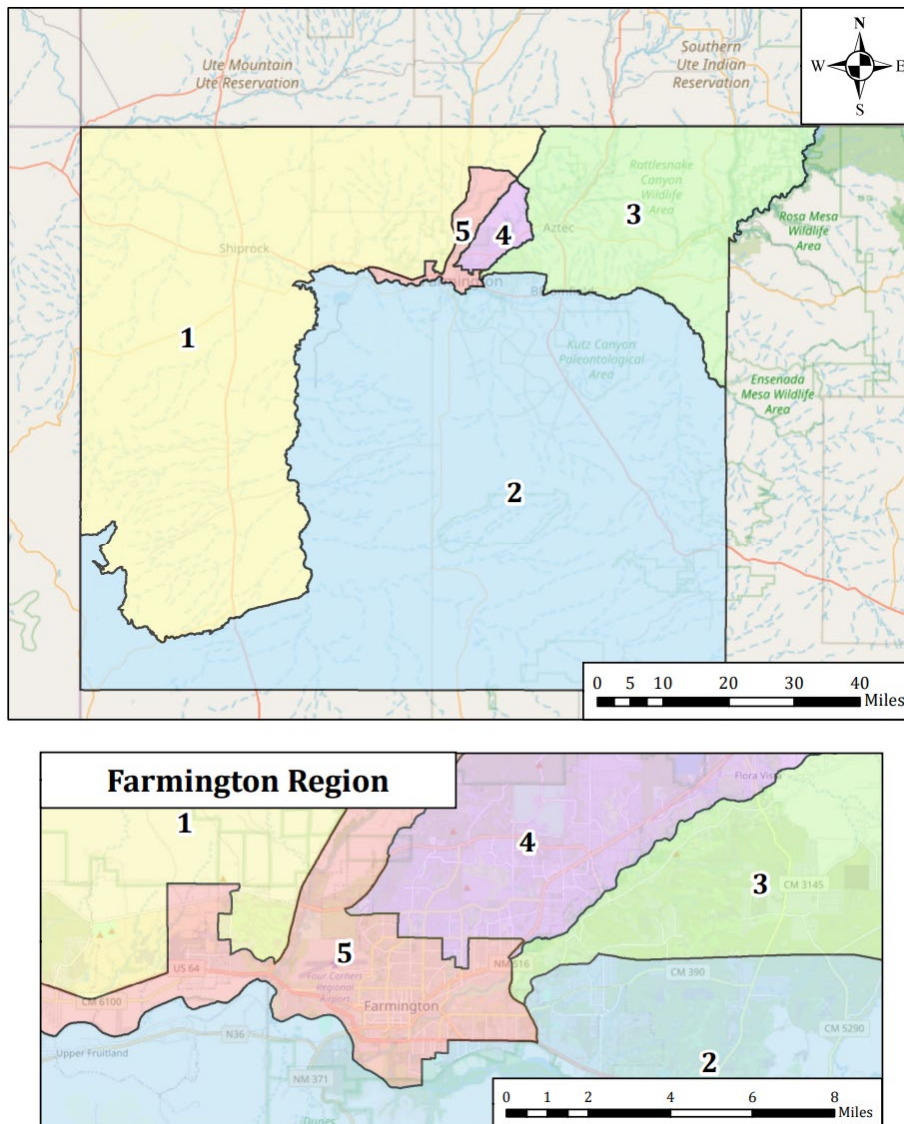 N
W E
S
Ute Mountain
Ute Reservation
Southern
Ute Indian
Reservation
Rattlesnake
Canyon
Wildlife
Area
3
Rosa Mesa
Wildlife
Area
5
4
Aztec
Shiprock
Farmington
1
Kutz Canyon
Paleontological
Area
Ensenada
Mesa Wildlife
Area
2
0 5 10 20 30 40
Miles
Farmington Region
1
Flora Vista
4
3
CM 3145
5
US 64
Four Corners
Regional
Airport
NM 516
CM 390
CM 6100
Farmington
N36
CM 5290
Upper Fruitland
NM 371
2
0 1 2 4 6 8
Miles
Dunes